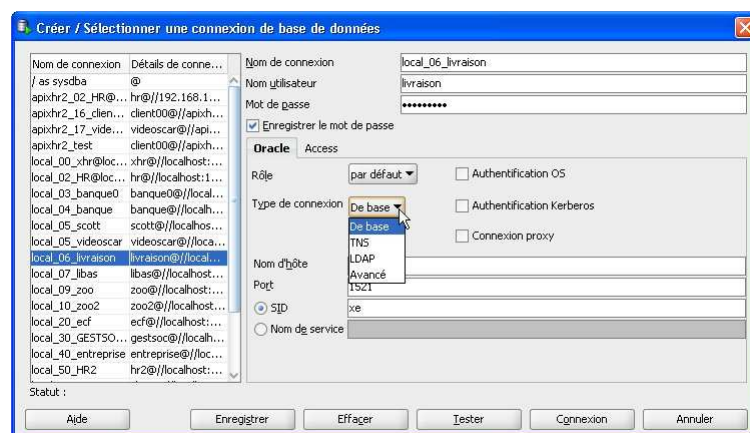 Créer / Sélectionner une connexion de base de données
Nom de connexion Détails de conne...
/ as sysdba @
apixhr2_02_HR@... hr@//192.168.1...
apixhr2_16_clien... client00@//apixh...
apixhr2_17_vide... videoscar@//api...
apixhr2_test client00@//apixh...
local_00_xhr@loc... xhr@//localhost:...
local_02_HR@loc... hr@//localhost:1...
local_03_banque0 banque0@//local...
local_04_banque banque@//localh...
local_05_scott scott@//localhos...
local_05_videoscar videoscar@//loca...
local_06_livraison livraison@//local...
local_07_libas libas@//localhost...
local_09_zoo zoo@//localhost:...
local_10_zoo2 zoo2@//localhost...
local_20_ecf ecf@//localhost:...
local_30_GESTSO... gestsoc@//localh...
local_40_entreprise entreprise@//loc...
local_50_HR2 hr2@//localhost:...
Nom de connexion local_06_livraison
Nom utilisateur livraison
Mot de passe •••••••••
Enregistrer le mot de passe
Oracle Access
Rôle par défaut Authentification OS
Type de connexion De base Authentification Kerberos
De base
TNS
LDAP
Avancé
Connexion proxy
Nom d'hôte
Port 1521
SID xe
Nom de service
Statut :
Aide Enregistrer Effacer Tester Connexion Annuler